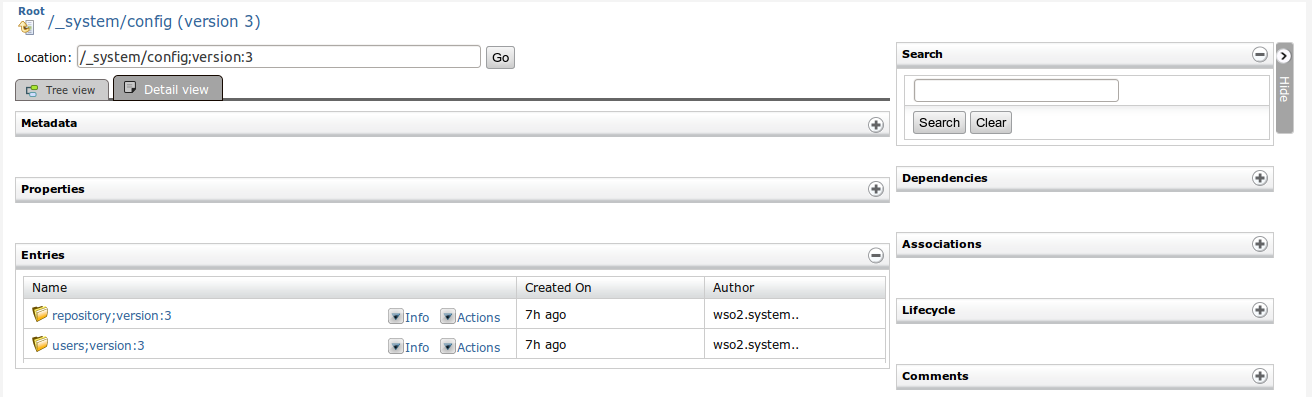 Root
/_system/config (version 3)
Location: /_system/config;version:3 Go
Tree view Detail view
Metadata
Properties
Entries
Name Created On Author
repository;version:3 Info Actions 7h ago wso2.system..
users;version:3 Info Actions 7h ago wso2.system..
Search
Search Clear
Dependencies
Associations
Lifecycle
Comments
Hide